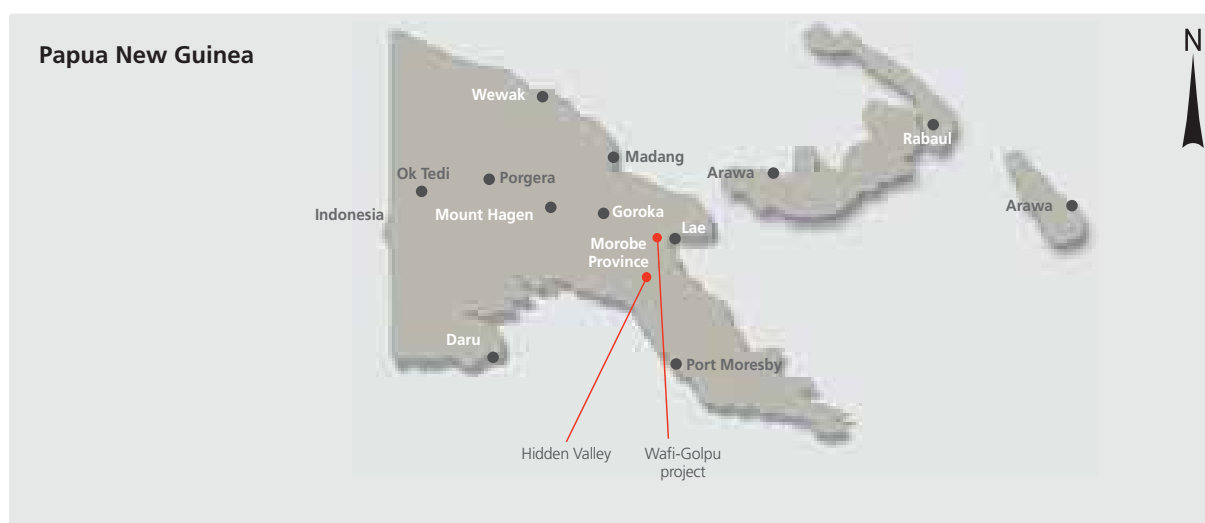 Papua New Guinea
N
Wewak
Rabaul
Madang
Ok Tedi
Porgera
Arawa
Arawa
Indonesia
Mount Hagen
Goroka
Lae
Morobe
Province
Daru
Port Moresby
Hidden Valley
Wafi-Golpu
project